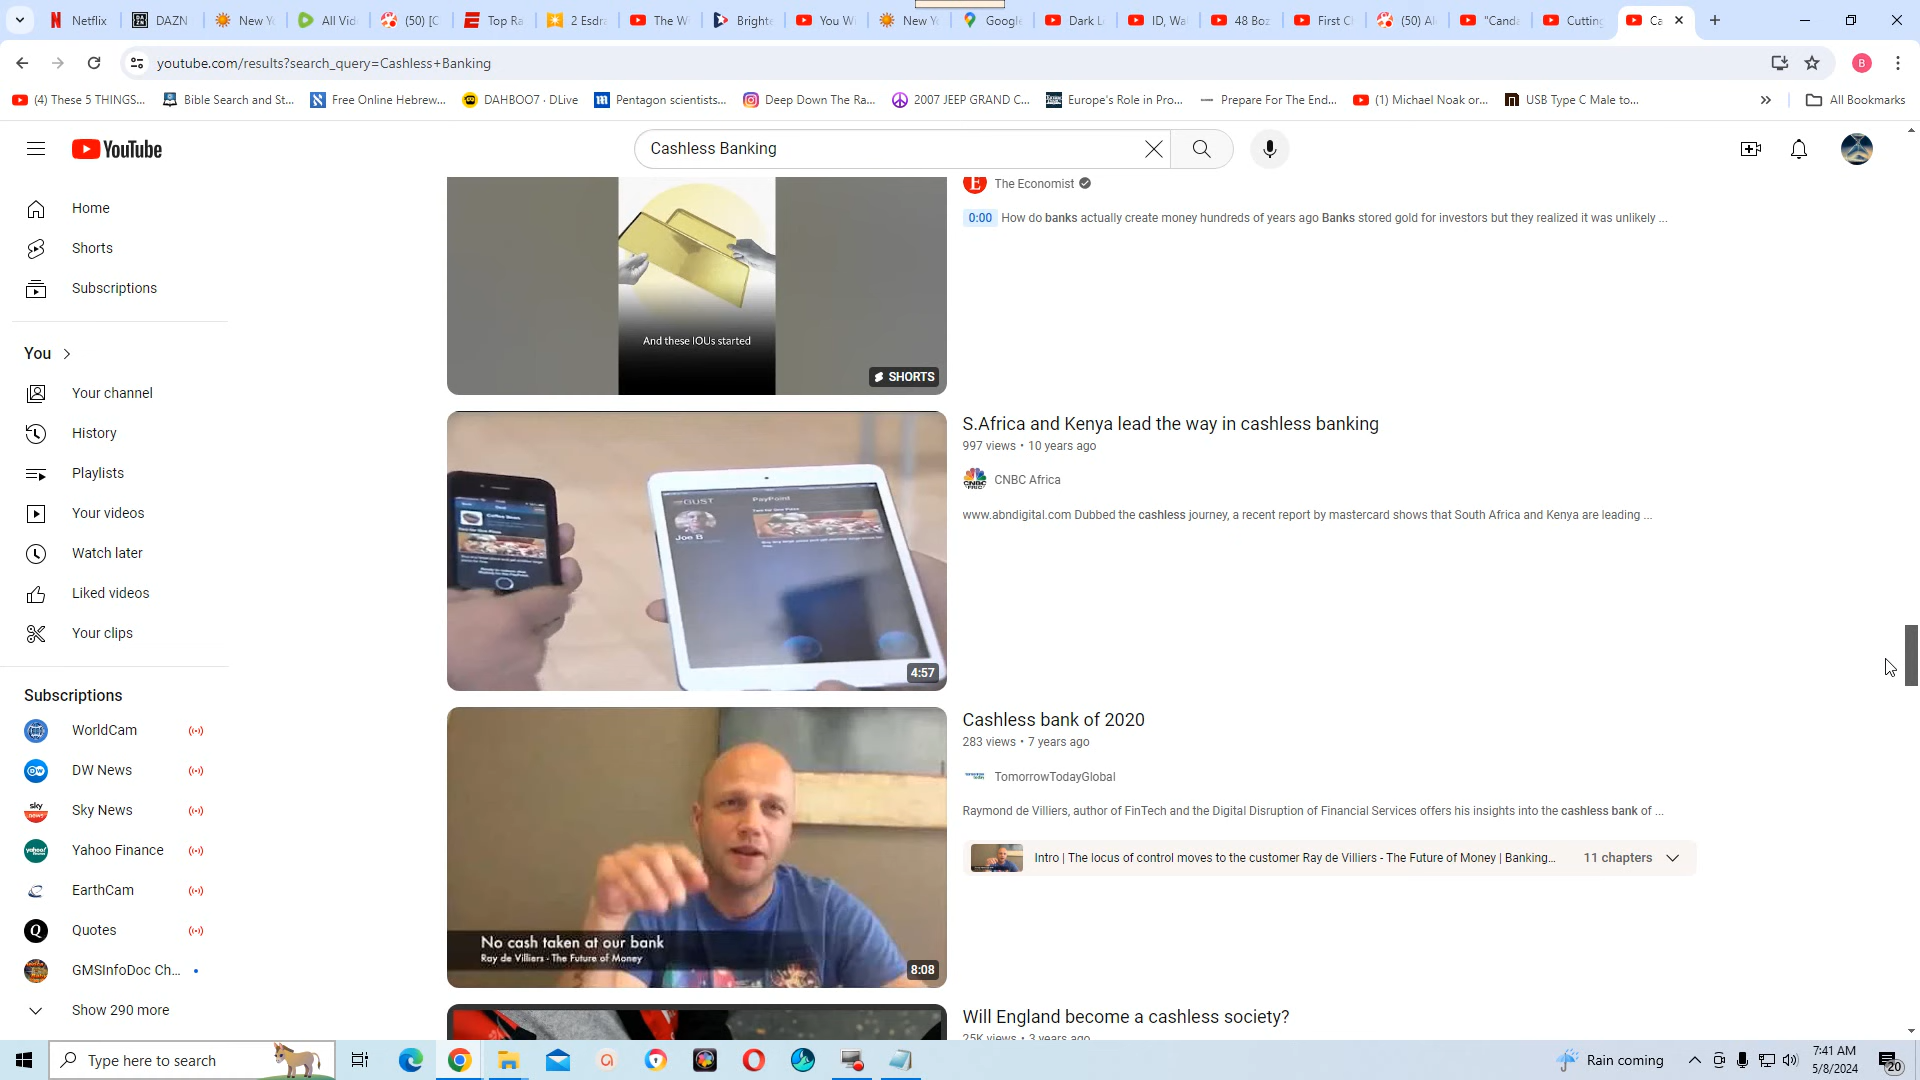 Netflix
DAZN
New Y
All Vid
(50) [C
Top Ra
2 Esdra
The W
Brighte
You Wi
New Y
Google
Dark L
ID, Wa
48 Boz
First C
(50) Al
"Canda
Cutting
Ca
youtube.com/results?search_query=Cashless+Banking
B
(4) These 5 THINGS...
Bible Search and St...
Free Online Hebrew...
DAHBOO7 · DLive
Pentagon scientists...
Deep Down The Ra...
2007 JEEP GRAND C...
Europe's Role in Pro...
Prepare For The End...
(1) Michael Noak or...
USB Type C Male to...
All Bookmarks
YouTube
Cashless Banking
Home
Shorts
Subscriptions
You
Your channel
History
Playlists
Your videos
Watch later
Liked videos
Your clips
Subscriptions
WorldCam
DW News
Sky News
Yahoo Finance
EarthCam
Quotes
GMSInfoDoc Ch...
Show 290 more
And these IOUs started
SHORTS
The Economist
0:00 How do banks actually create money hundreds of years ago Banks stored gold for investors but they realized it was unlikely ...
GUST PayPoint
Joe B
4:57
S.Africa and Kenya lead the way in cashless banking
997 views • 10 years ago
CNBC Africa
www.abndigital.com Dubbed the cashless journey, a recent report by mastercard shows that South Africa and Kenya are leading ...
No cash taken at our bank
Ray de Villiers - The Future of Money
8:08
Cashless bank of 2020
283 views • 7 years ago
TomorrowTodayGlobal
Raymond de Villiers, author of FinTech and the Digital Disruption of Financial Services offers his insights into the cashless bank of ...
Intro | The locus of control moves to the customer Ray de Villiers - The Future of Money | Banking...
11 chapters
Will England become a cashless society?
25K views • 3 years ago
Type here to search
Rain coming
7:41 AM
5/8/2024
20